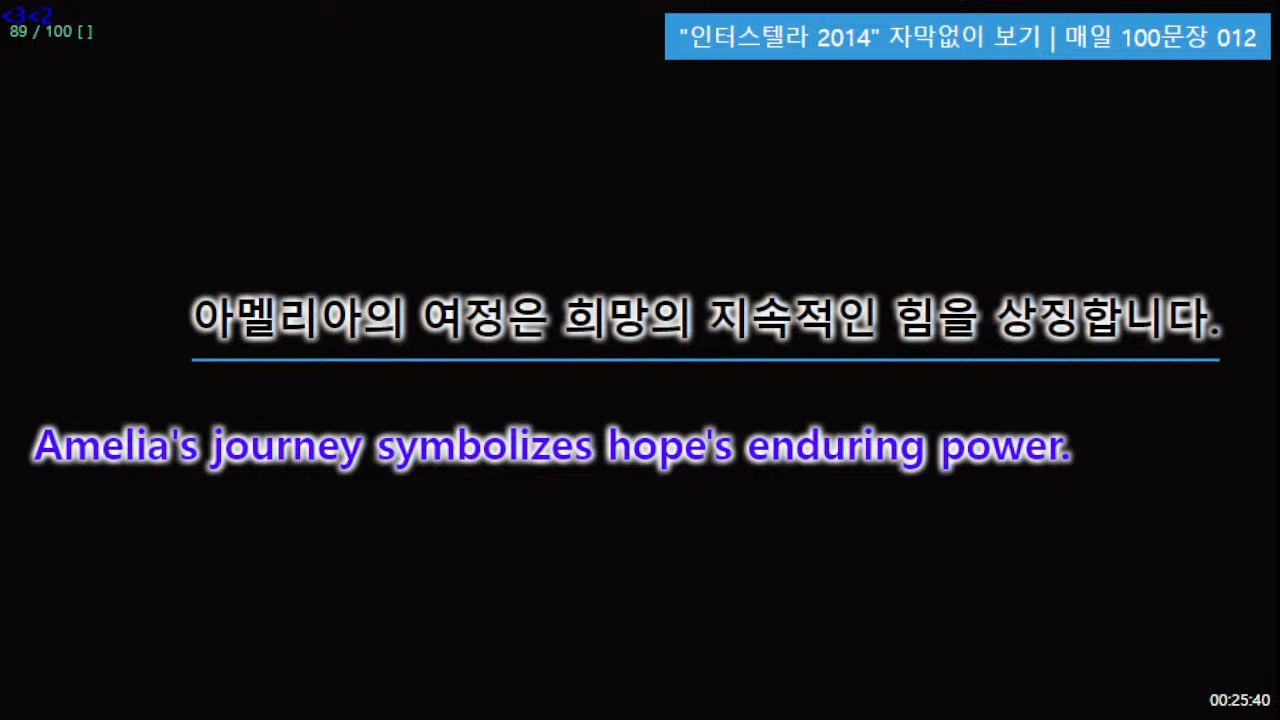 <3<2
89 / 100 [ ]
"인터스텔라 2014" 자막없이 보기 | 매일 100문장 012
아멜리아의 여정은 희망의 지속적인 힘을 상징합니다.
Amelia's journey symbolizes hope's enduring power.
00:25:40